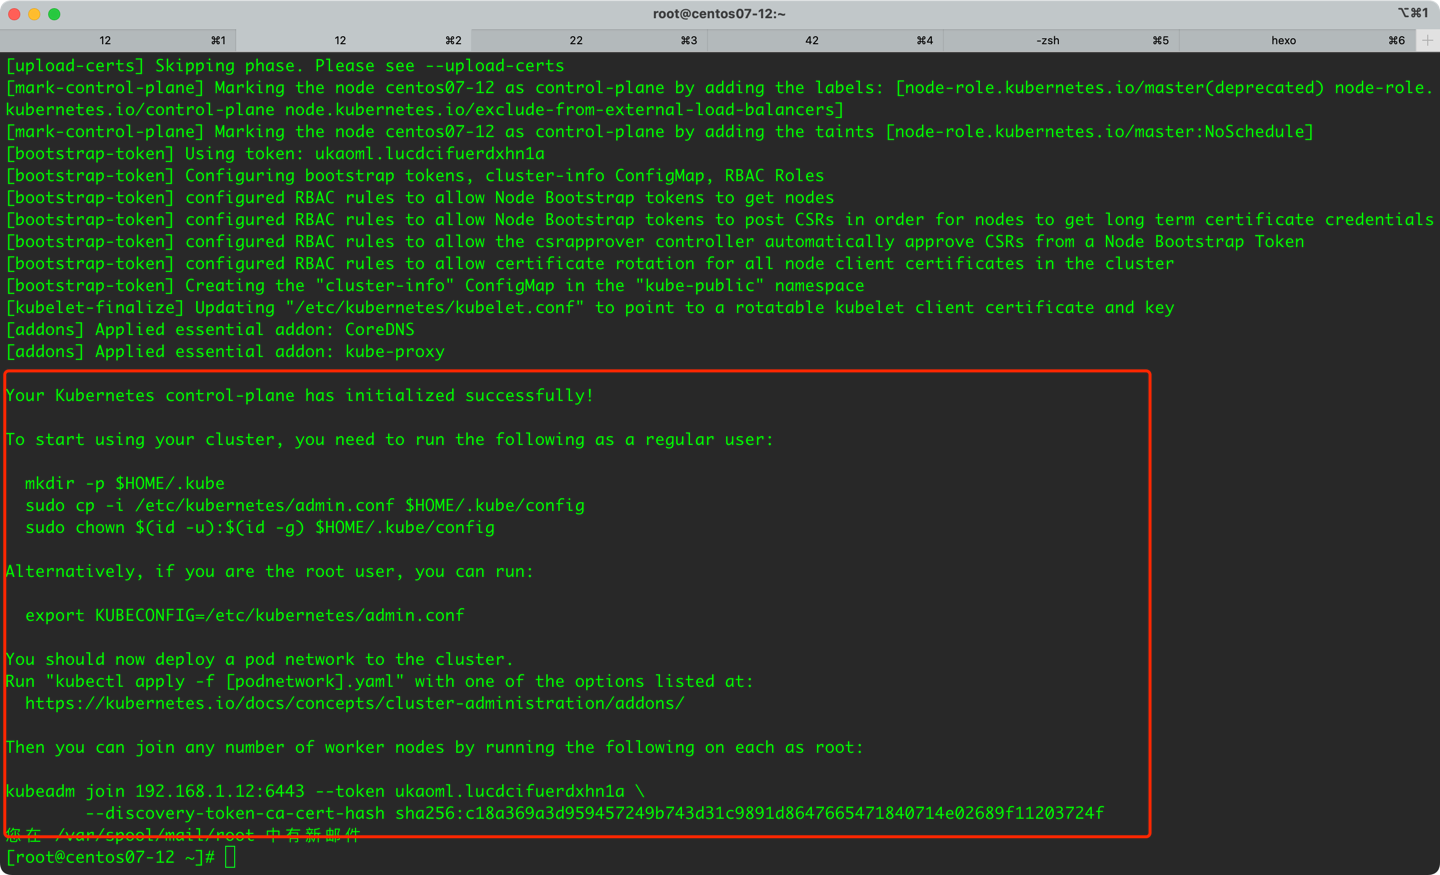 root@centos07-12:~
⌥⌘1
12 ⌘1 12 ⌘2 22 ⌘3 42 ⌘4 -zsh ⌘5 hexo ⌘6 +
[upload-certs] Skipping phase. Please see --upload-certs
[mark-control-plane] Marking the node centos07-12 as control-plane by adding the labels: [node-role.kubernetes.io/master(deprecated) node-role.
kubernetes.io/control-plane node.kubernetes.io/exclude-from-external-load-balancers]
[mark-control-plane] Marking the node centos07-12 as control-plane by adding the taints [node-role.kubernetes.io/master:NoSchedule]
[bootstrap-token] Using token: ukaoml.lucdcifuerdxhn1a
[bootstrap-token] Configuring bootstrap tokens, cluster-info ConfigMap, RBAC Roles
[bootstrap-token] configured RBAC rules to allow Node Bootstrap tokens to get nodes
[bootstrap-token] configured RBAC rules to allow Node Bootstrap tokens to post CSRs in order for nodes to get long term certificate credentials
[bootstrap-token] configured RBAC rules to allow the csrapprover controller automatically approve CSRs from a Node Bootstrap Token
[bootstrap-token] configured RBAC rules to allow certificate rotation for all node client certificates in the cluster
[bootstrap-token] Creating the "cluster-info" ConfigMap in the "kube-public" namespace
[kubelet-finalize] Updating "/etc/kubernetes/kubelet.conf" to point to a rotatable kubelet client certificate and key
[addons] Applied essential addon: CoreDNS
[addons] Applied essential addon: kube-proxy
Your Kubernetes control-plane has initialized successfully!
To start using your cluster, you need to run the following as a regular user:
mkdir -p $HOME/.kube
sudo cp -i /etc/kubernetes/admin.conf $HOME/.kube/config
sudo chown $(id -u):$(id -g) $HOME/.kube/config
Alternatively, if you are the root user, you can run:
export KUBECONFIG=/etc/kubernetes/admin.conf
You should now deploy a pod network to the cluster.
Run "kubectl apply -f [podnetwork].yaml" with one of the options listed at:
https://kubernetes.io/docs/concepts/cluster-administration/addons/
Then you can join any number of worker nodes by running the following on each as root:
kubeadm join 192.168.1.12:6443 --token ukaoml.lucdcifuerdxhn1a \
--discovery-token-ca-cert-hash sha256:c18a369a3d959457249b743d31c9891d8647665471840714e02689f11203724f
您在 /var/spool/mail/root 中有新邮件
[root@centos07-12 ~]#